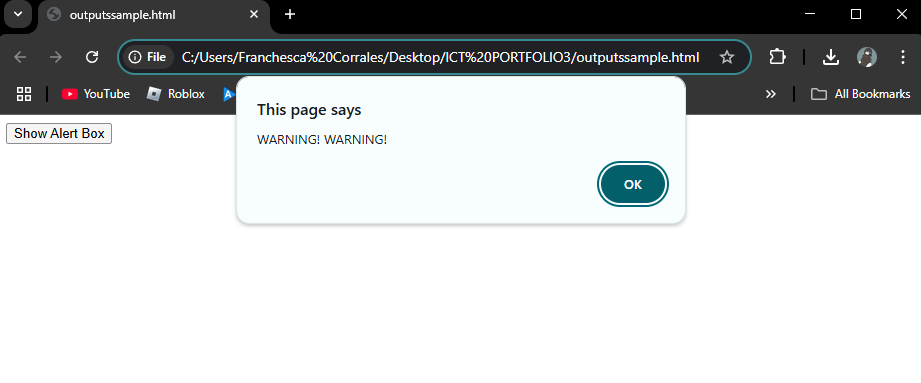 outputssample.html
File
C:/Users/Franchesca%20Corrales/Desktop/ICT%20PORTFOLIO3/outputssample.html
YouTube
Roblox
All Bookmarks
Show Alert Box
This page says
WARNING! WARNING!
OK